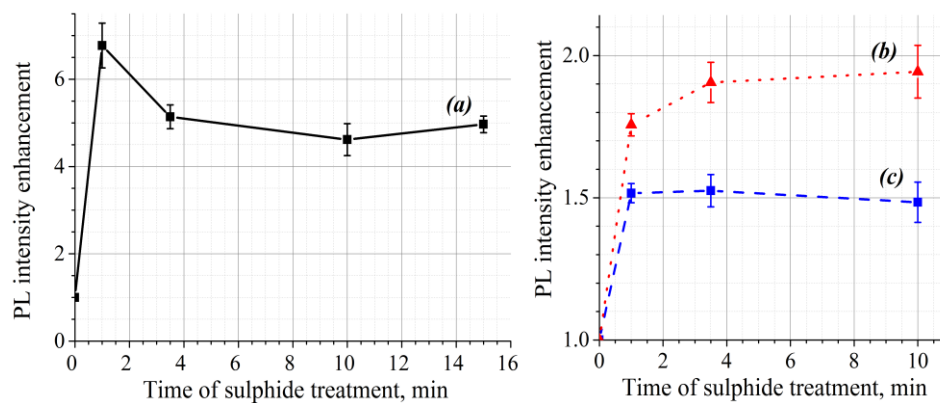 PL intensity enhancement
6
4
2
0
(a)
0 2 4 6 8 10 12 14 16
Time of sulphide treatment, min
PL intensity enhancement
2.0
1.5
1.0
(b)
(c)
0 2 4 6 8 10
Time of sulphide treatment, min